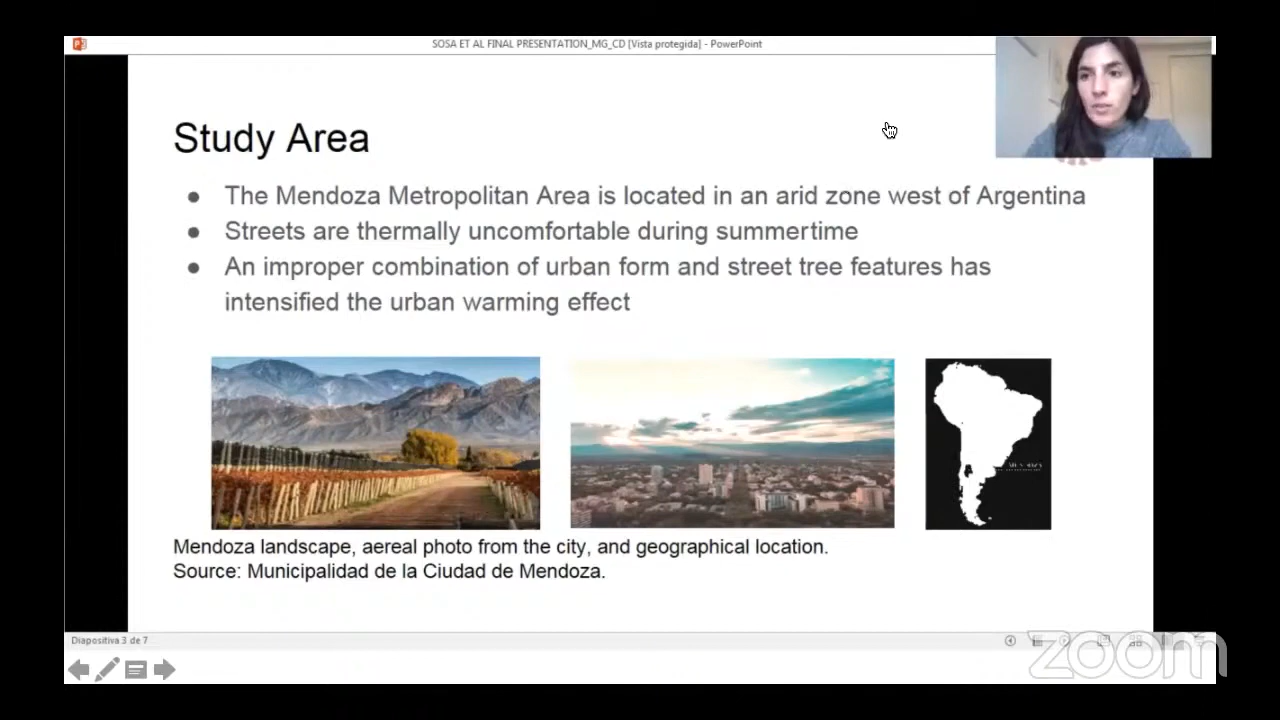 SOSA ET AL FINAL PRESENTATION_MG_CD [Vista protegida] - PowerPoint
Study Area
● The Mendoza Metropolitan Area is located in an arid zone west of Argentina
● Streets are thermally uncomfortable during summertime
● An improper combination of urban form and street tree features has
intensified the urban warming effect
Mendoza landscape, aereal photo from the city, and geographical location.
Source: Municipalidad de la Ciudad de Mendoza.
Diapositiva 3 de 7
zoom